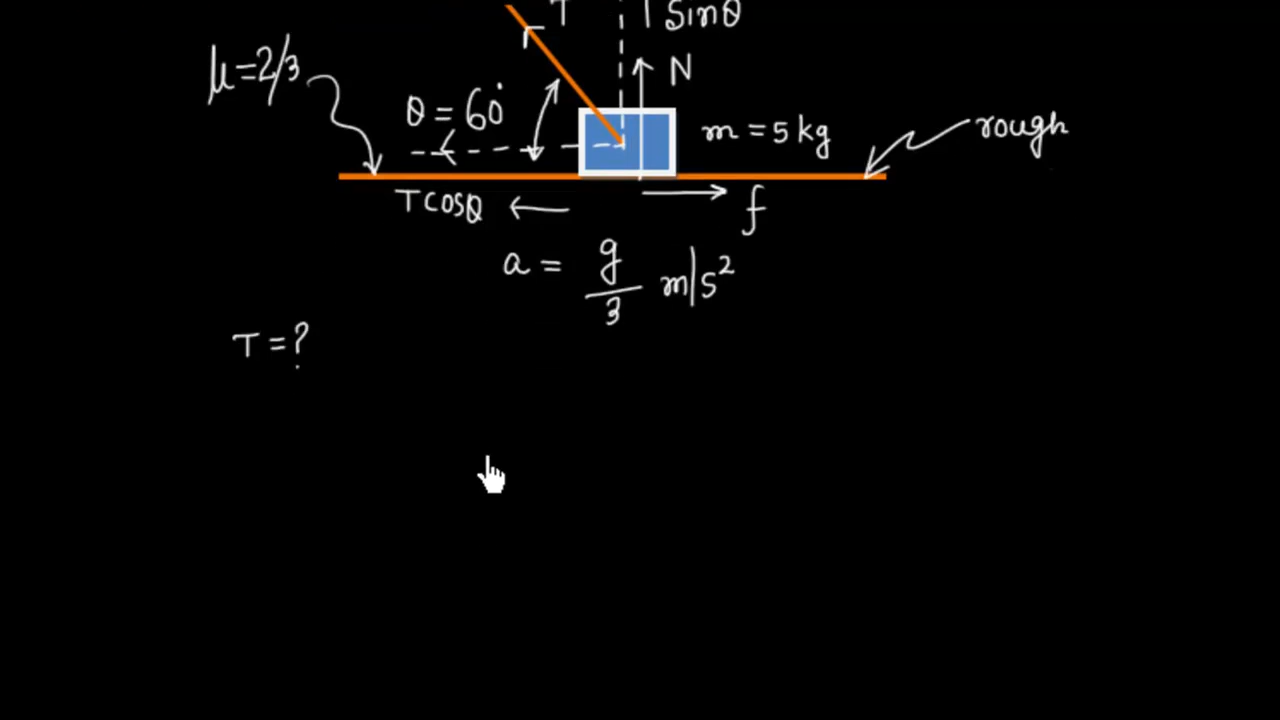 T
T Sinθ
μ=2/3
N
θ = 60°
m = 5 kg
rough
T cosθ
f
a = g/3 m/s²
T = ?